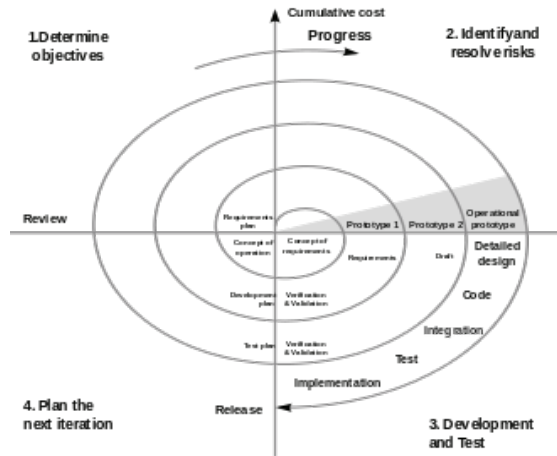 Cumulative cost
Progress
1.Determine
objectives
2. Identifyand
resolve risks
Review
Requirements
plan
Prototype 1
Prototype 2
Operational
prototype
Concept of
operation
Concept of
requirements
Requirements
Draft
Detailed
design
Development
plan
Verification
& Validation
Code
Test plan
Verification
& Validation
Integration
Test
Implementation
Release
4. Plan the
next iteration
3. Development
and Test